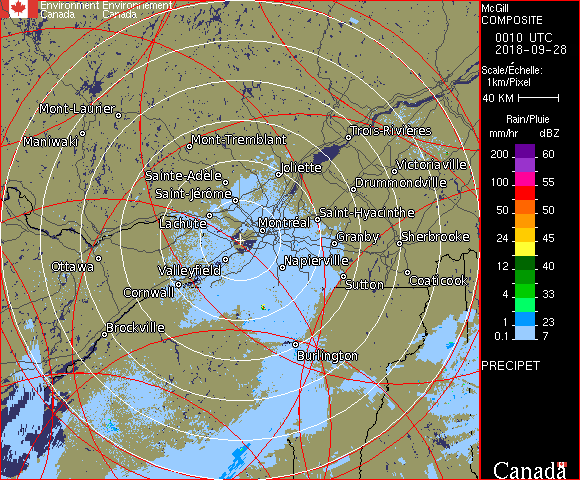 Environment Environnement
Canada Canada
McGill
COMPOSITE
0010 UTC
2018-09-28
Scale/Échelle:
1km/Pixel
40 KM
Rain/Pluie
mm/hr dBZ
200 60
100 55
50 50
24 45
12 40
4 33
1 23
0.1 7
PRECIPET
Canada
Mont-Laurier
Maniwaki
Mont-Tremblant
Trois-Rivières
Joliette
Victoriaville
Sainte-Adèle
Drummondville
Saint-Jérôme
Saint-Hyacinthe
Lachute
Montréal
Granby
Sherbrooke
Ottawa
Valleyfield
Napierville
Cornwall
Sutton
Coaticook
Brockville
Burlington